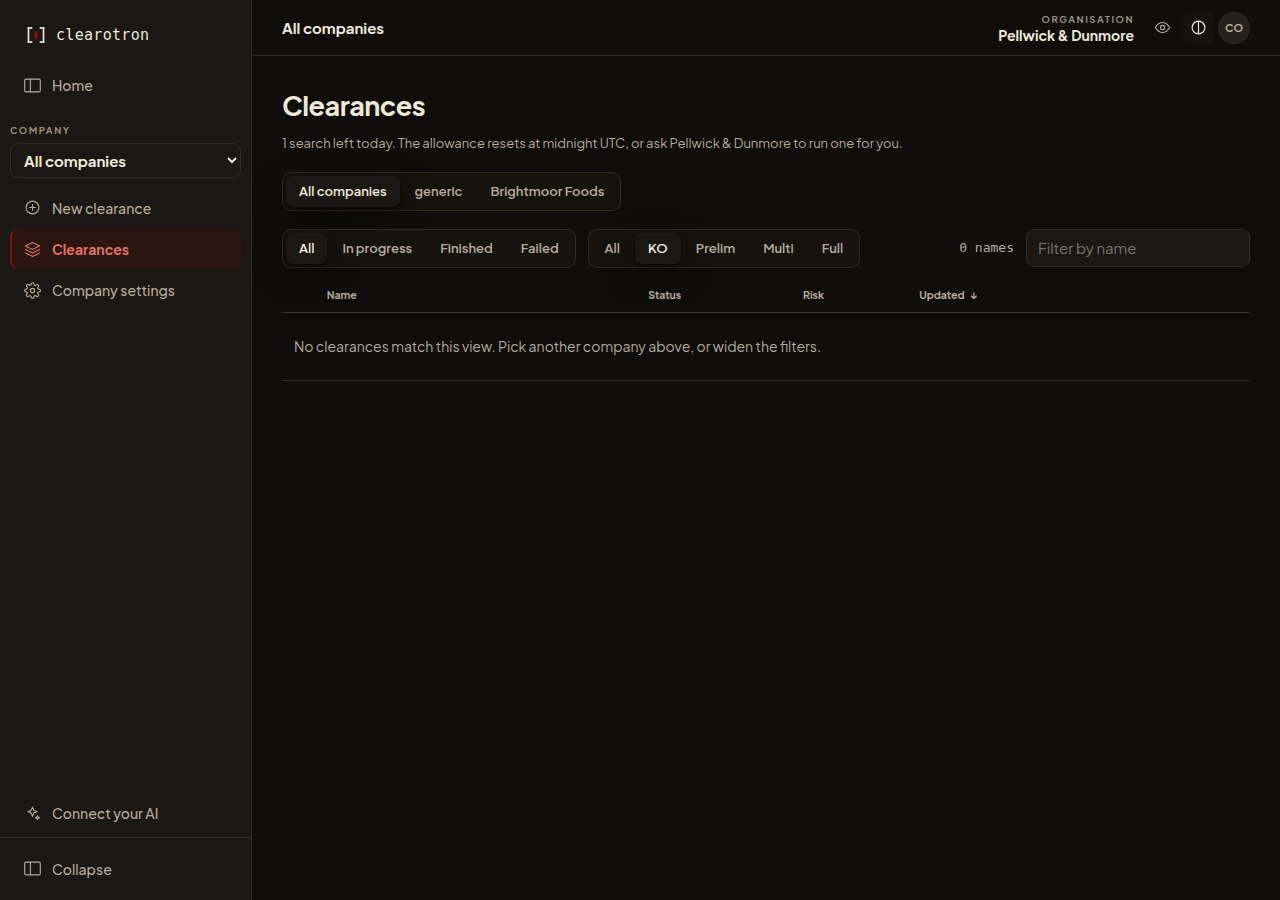 clearotron
Home
COMPANY
All companies
New clearance
Clearances
Company settings
Connect your AI
Collapse
All companies
ORGANISATION
Pellwick & Dunmore
CO
Clearances
1 search left today. The allowance resets at midnight UTC, or ask Pellwick & Dunmore to run one for you.
All companies generic Brightmoor Foods
All In progress Finished Failed All KO Prelim Multi Full 0 names Filter by name
Name Status Risk Updated ↓
No clearances match this view. Pick another company above, or widen the filters.